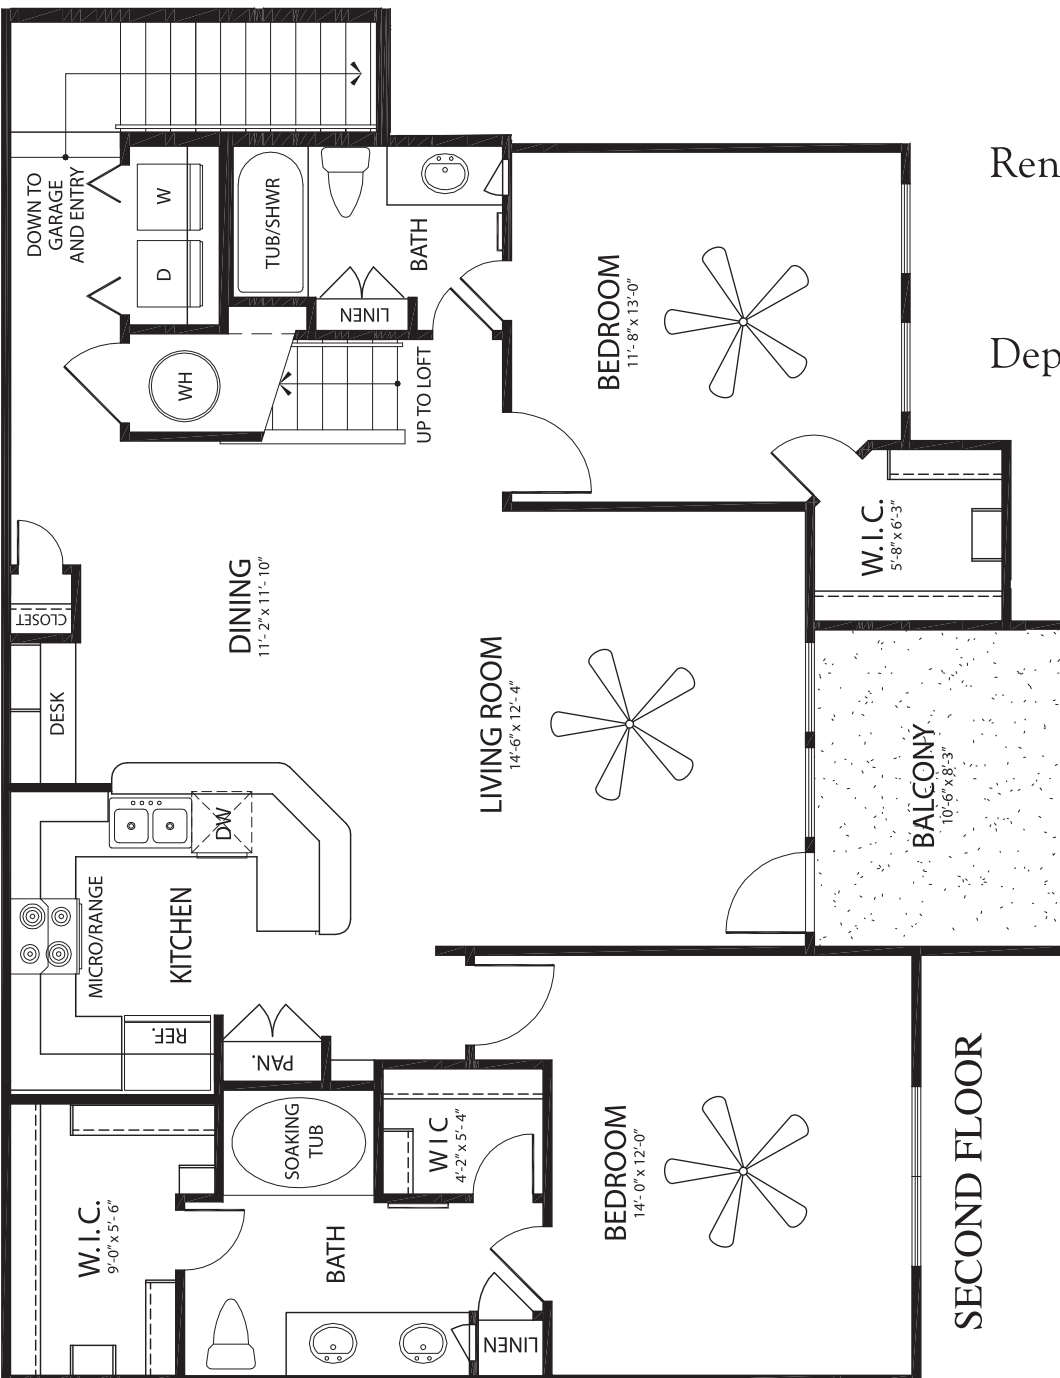 Ren
Dep
DOWN TO
GARAGE
AND ENTRY
W
D
TUB/SHWR
BATH
LINEN
WH
UP TO LOFT
BEDROOM
11'- 8" x 13'-0"
W.I.C.
5'-8" x 6'-3"
CLOSET
DESK
DINING
11'- 2" x 11'- 10"
LIVING ROOM
14'-6" x 12'- 4"
BALCONY
10'-6" x 8'-3"
DW
MICRO/RANGE
KITCHEN
REF.
PAN.
SOAKING
TUB
W I C
4'-2" x 5'- 4"
W.I.C.
9'-0" x 5'- 6"
BATH
LINEN
BEDROOM
14'- 0" x 12'-0"
SECOND FLOOR